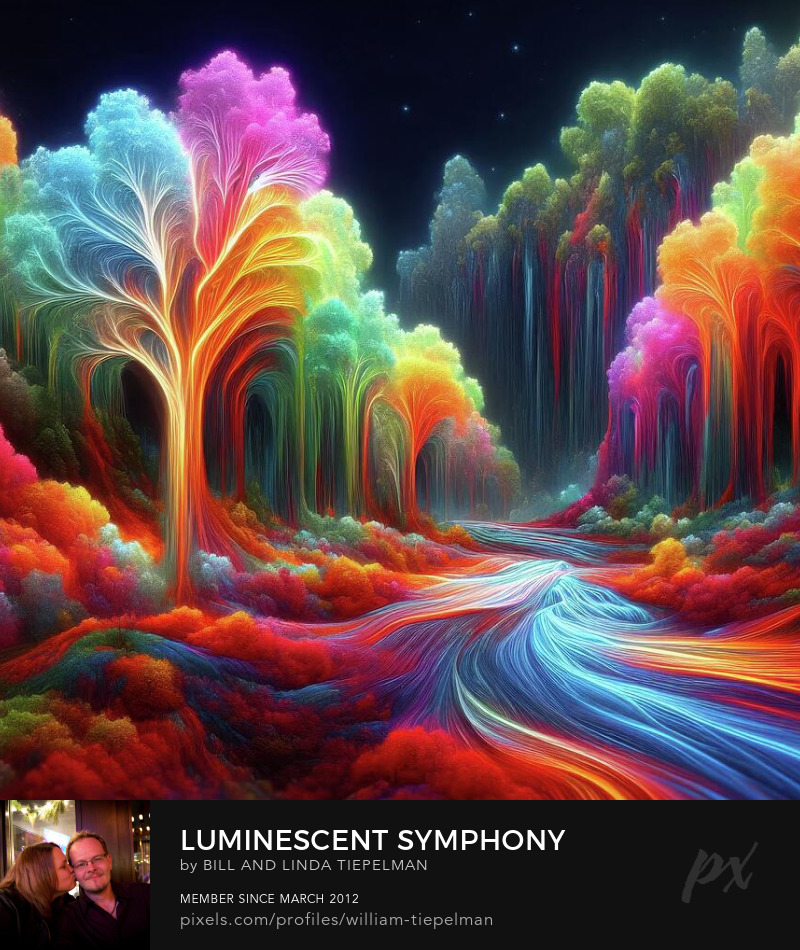 LUMINESCENT SYMPHONY
by BILL AND LINDA TIEPELMAN
MEMBER SINCE MARCH 2012
pixels.com/profiles/william-tiepelman
px